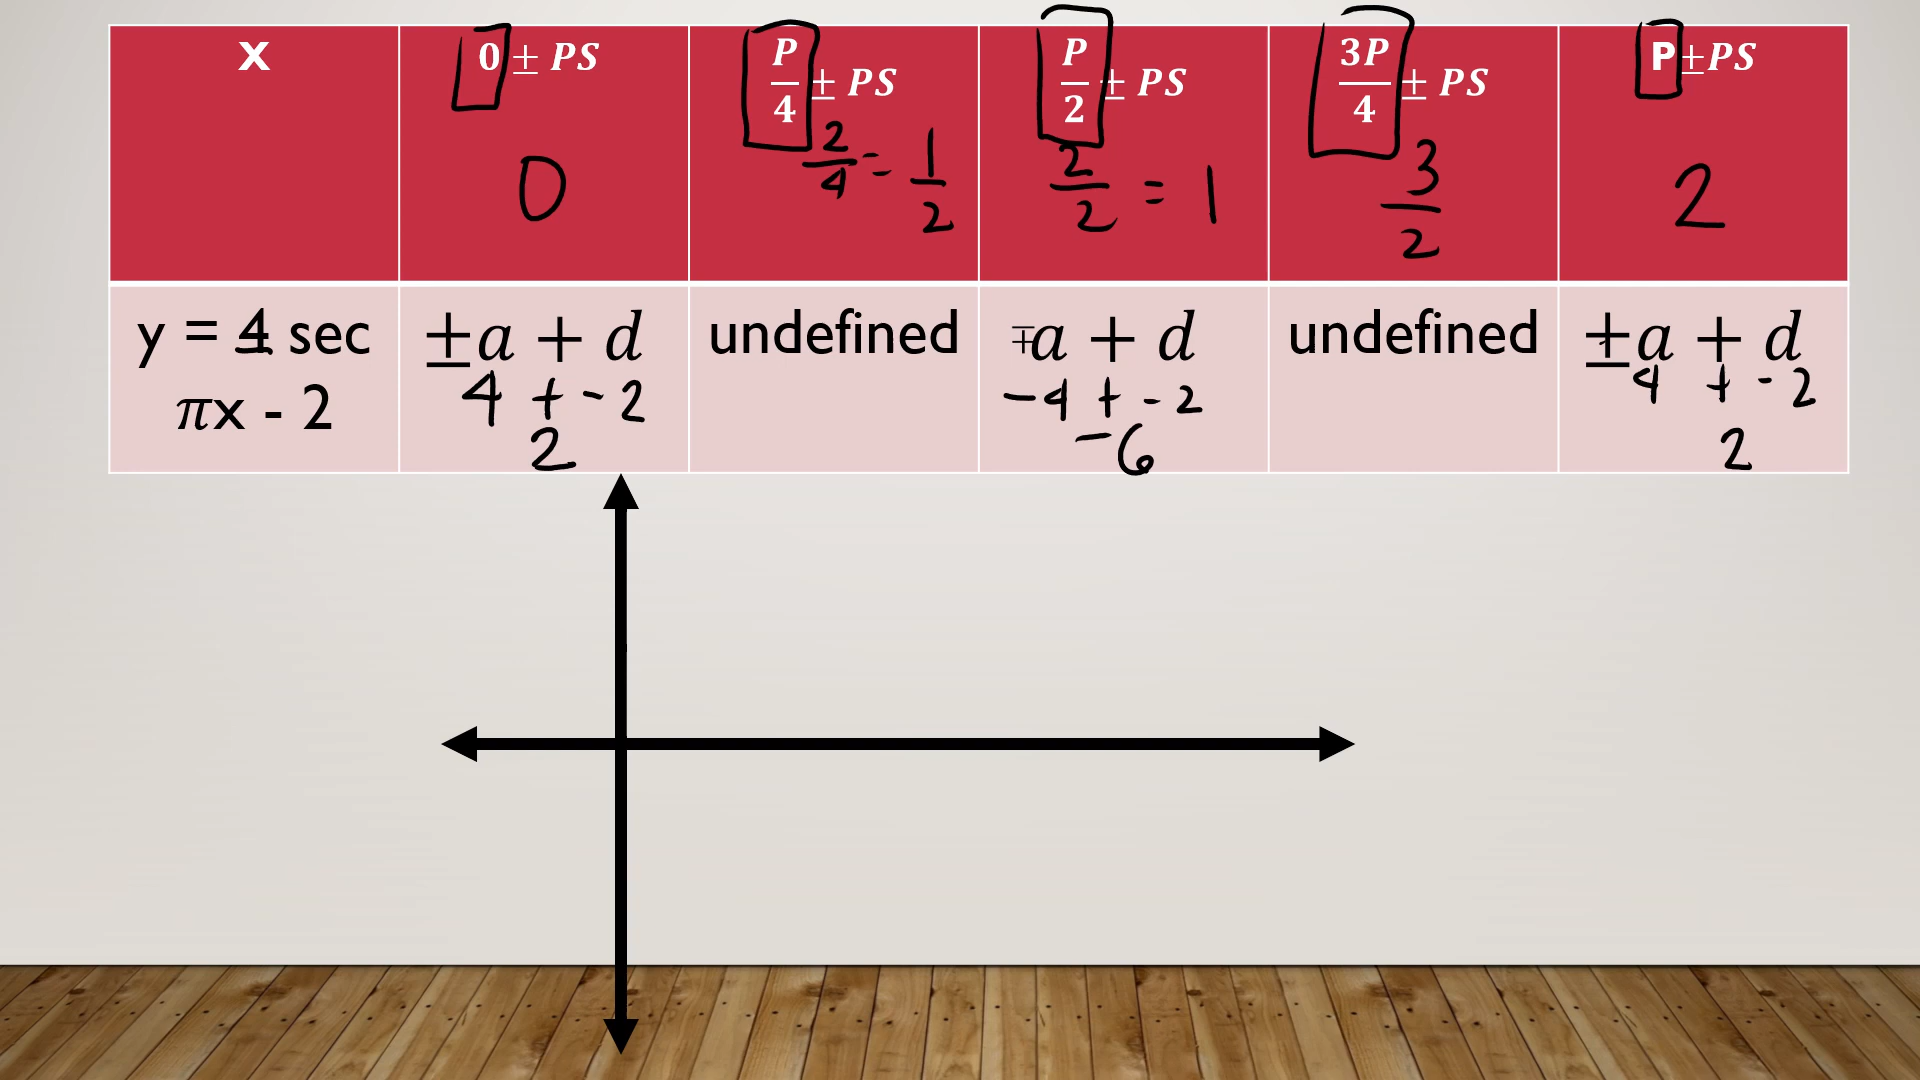 x
0 ± PS
0
P/4 ± PS
2/4 = 1/2
P/2 ± PS
2/2 = 1
3P/4 ± PS
3/2
P±PS
2
y = 4 sec
πx - 2
±a + d
4 + -2
2
undefined
∓a + d
-4 + -2
-6
undefined
±a + d
4 + -2
2